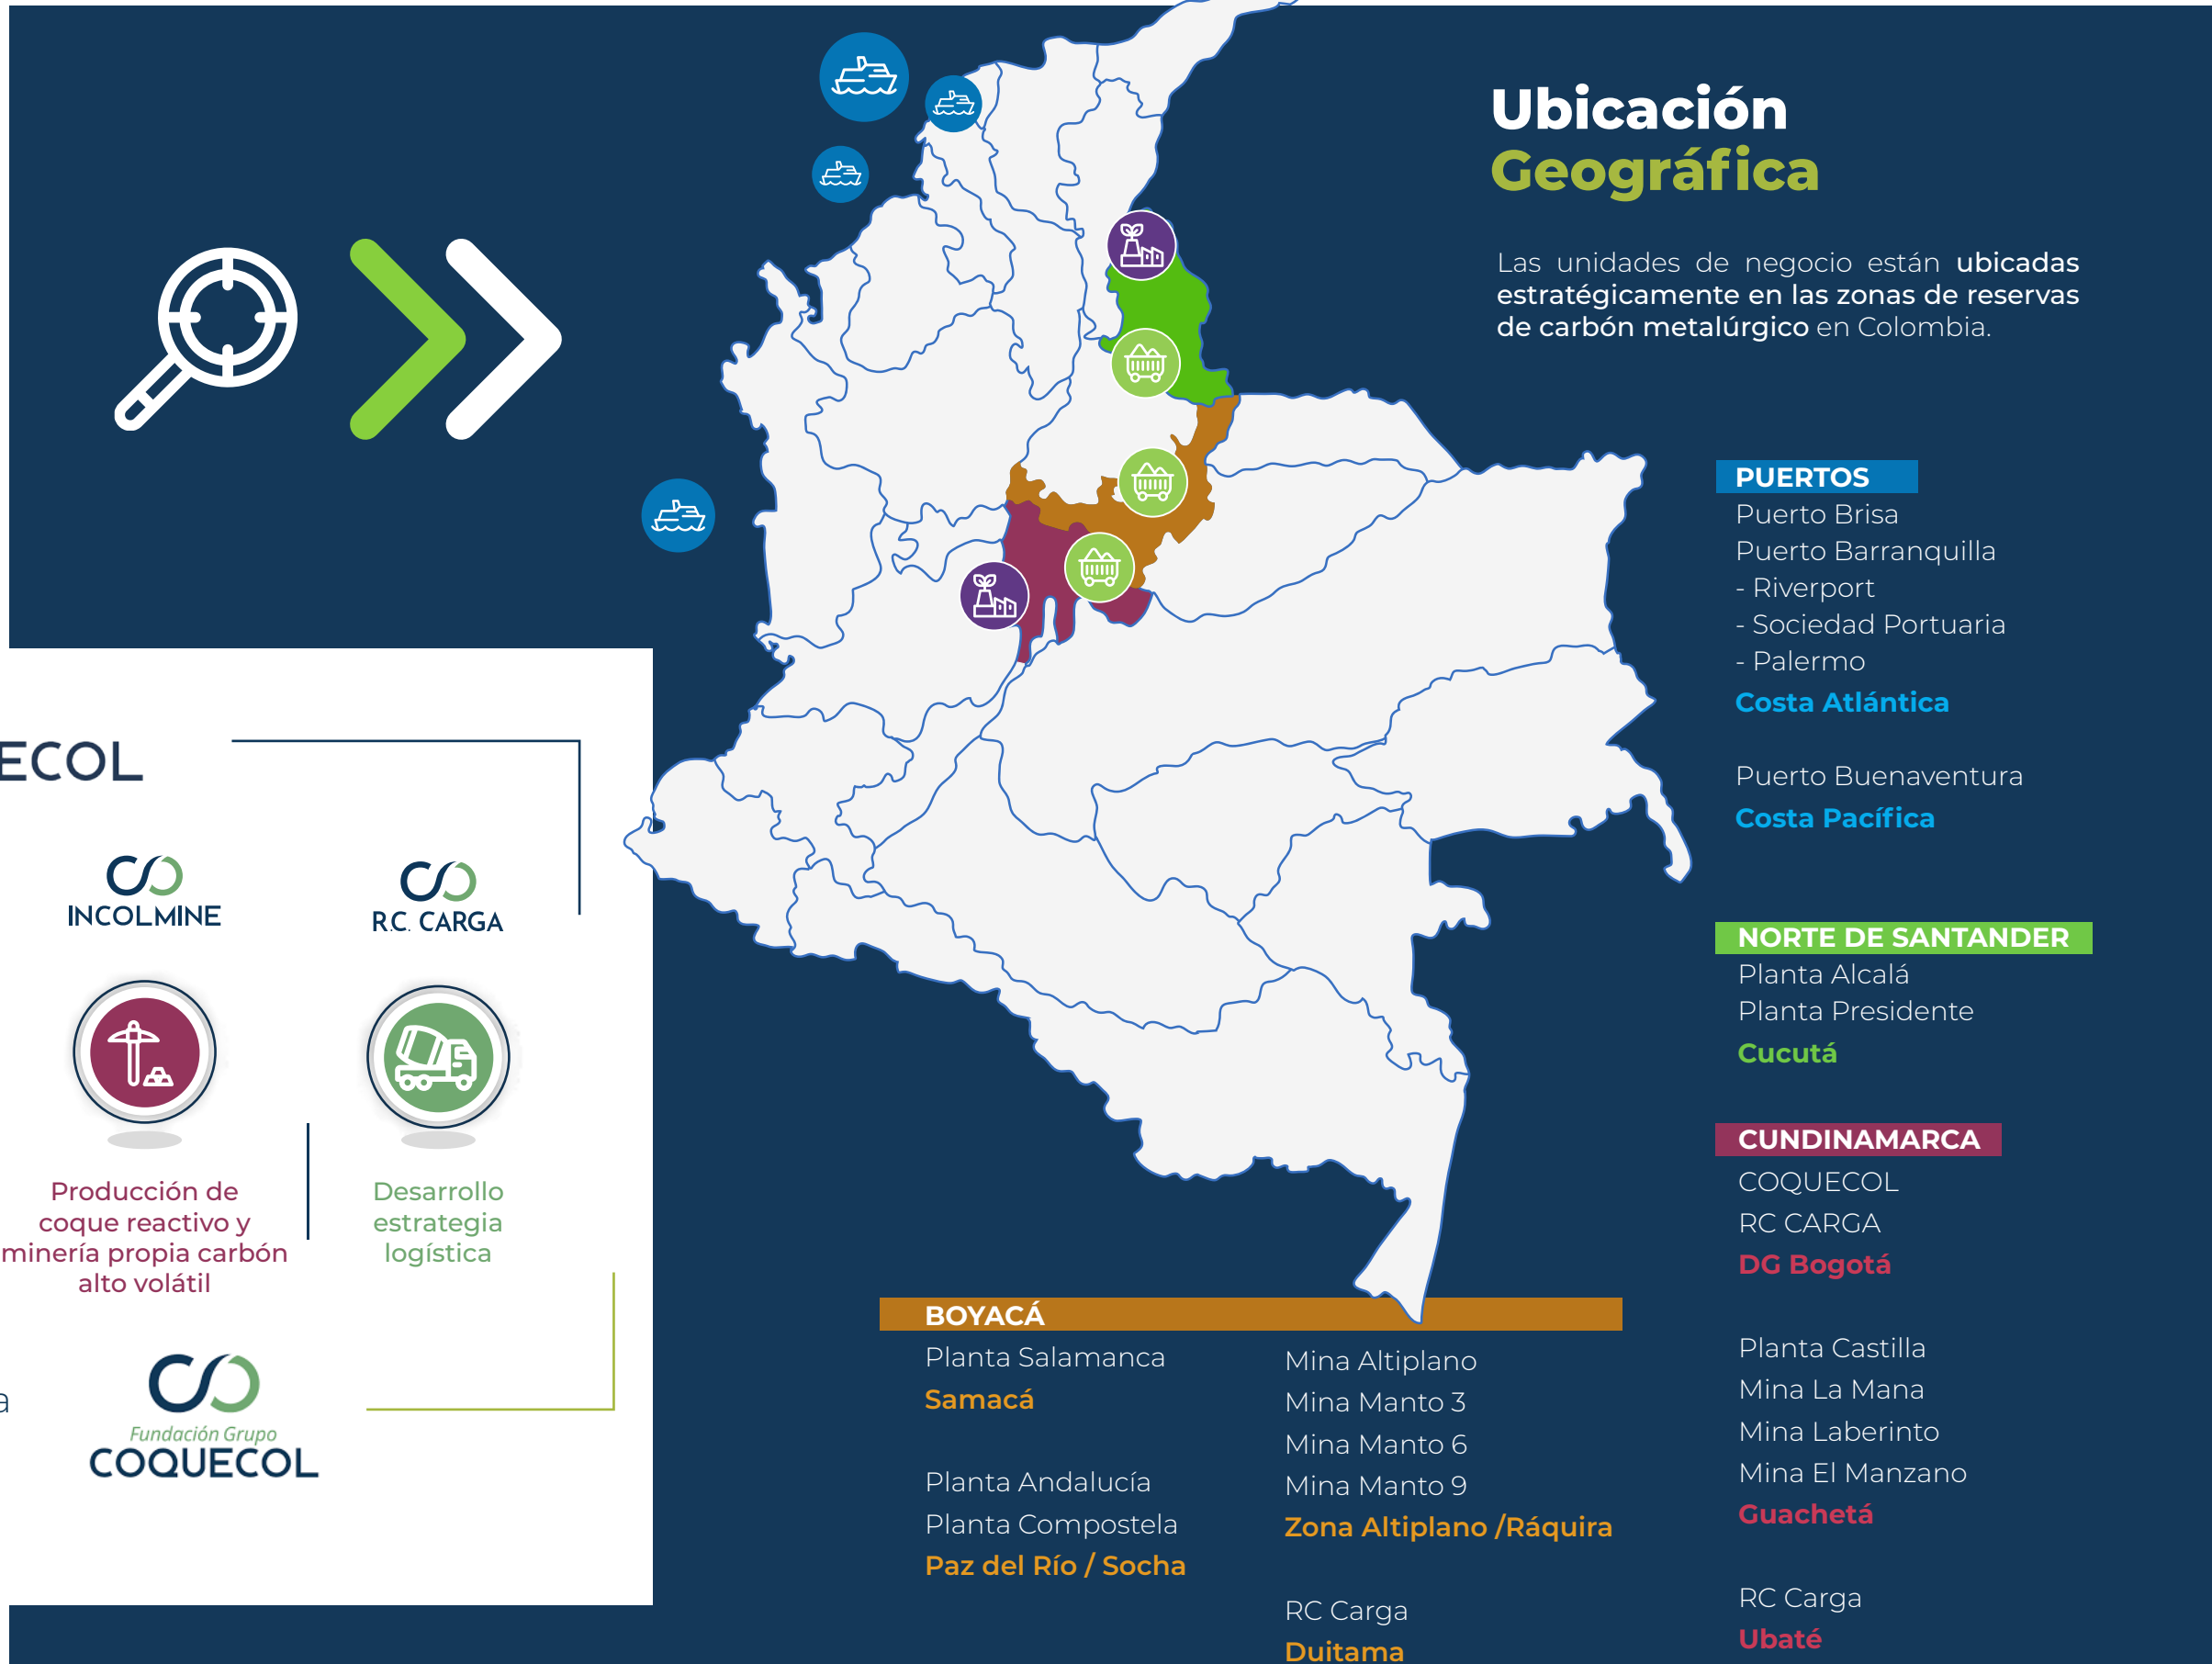 Ubicación
Geográfica
Las unidades de negocio están ubicadas
estratégicamente en las zonas de reservas
de carbón metalúrgico en Colombia.
PUERTOS
Puerto Brisa
Puerto Barranquilla
- Riverport
- Sociedad Portuaria
- Palermo
Costa Atlántica
Puerto Buenaventura
Costa Pacífica
NORTE DE SANTANDER
Planta Alcalá
Planta Presidente
Cucutá
CUNDINAMARCA
COQUECOL
RC CARGA
DG Bogotá
Planta Castilla
Mina La Mana
Mina Laberinto
Mina El Manzano
Guachetá
RC Carga
Ubaté
BOYACÁ
Planta Salamanca
Samacá
Planta Andalucía
Planta Compostela
Paz del Río / Socha
Mina Altiplano
Mina Manto 3
Mina Manto 6
Mina Manto 9
Zona Altiplano /Ráquira
RC Carga
Duitama
ECOL
INCOLMINE
R.C. CARGA
Producción de
coque reactivo y
minería propia carbón
alto volátil
Desarrollo
estrategia
logística
a
Fundación Grupo
COQUECOL